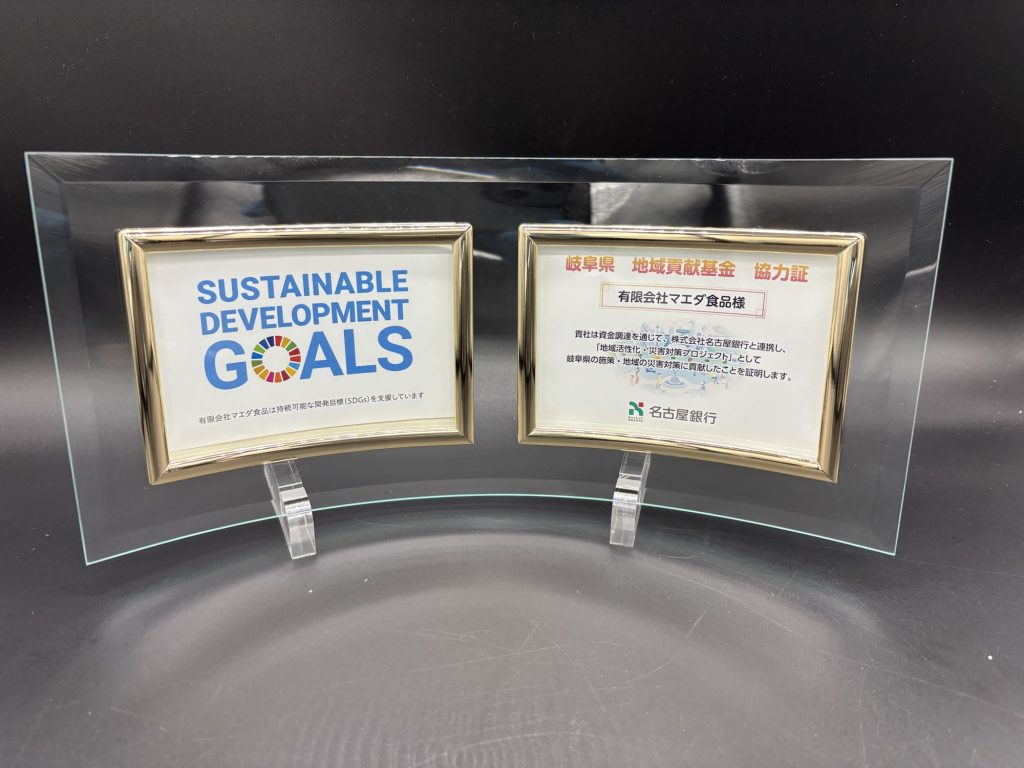 SUSTAINABLE
DEVELOPMENT
GOALS
有限会社マエダ食品は持続可能な開発目標(SDGs)を支援しています
岐阜県 地域貢献基金 協力証
有限会社マエダ食品様
貴社は資金調達を通じて、株式会社名古屋銀行と連携し、
「地域活性化・災害対策プロジェクト」として
岐阜県の施策・地域の災害対策に貢献したことを証明します。
名古屋銀行